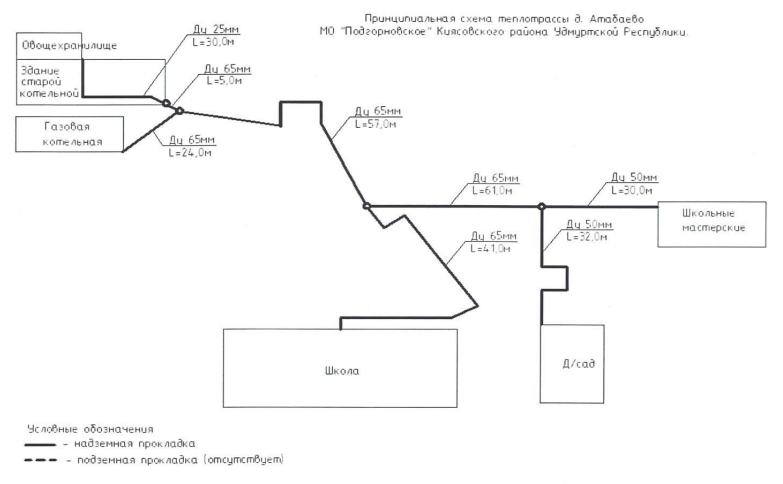 Принципиальная схема теплотрассы д. Атабаево
МО "Подгорновское" Киясовского района Удмуртской Республики.
Ду 25мм
L=30,0м
Овощехранилище
Здание
старой
котельной
Ду 65мм
L=5,0м
Газовая
котельная
Ду 65мм
L=24,0м
Ду 65мм
L=57,0м
Ду 65мм
L=61,0м
Ду 50мм
L=30,0м
Школьные
мастерские
Ду 50мм
L=32,0м
Ду 65мм
L=41,0м
Школа
Д/сад
Условные обозначения
- надземная прокладка
- подземная прокладка (отсутствует)